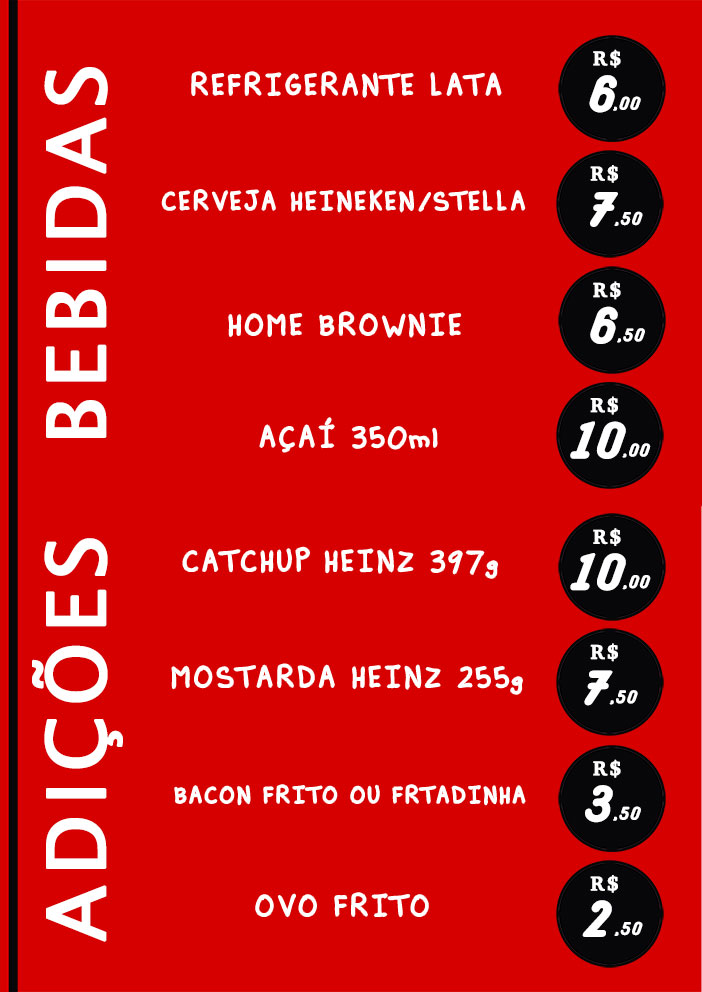 BEBIDAS
REFRIGERANTE LATA
R$
6,00
CERVEJA HEINEKEN/STELLA
R$
7,50
HOME BROWNIE
R$
6,50
AÇAÍ 350ml
R$
10,00
ADIÇÕES
CATCHUP HEINZ 397g
R$
10,00
MOSTARDA HEINZ 255g
R$
7,50
BACON FRITO OU FRTADINHA
R$
3,50
OVO FRITO
R$
2,50